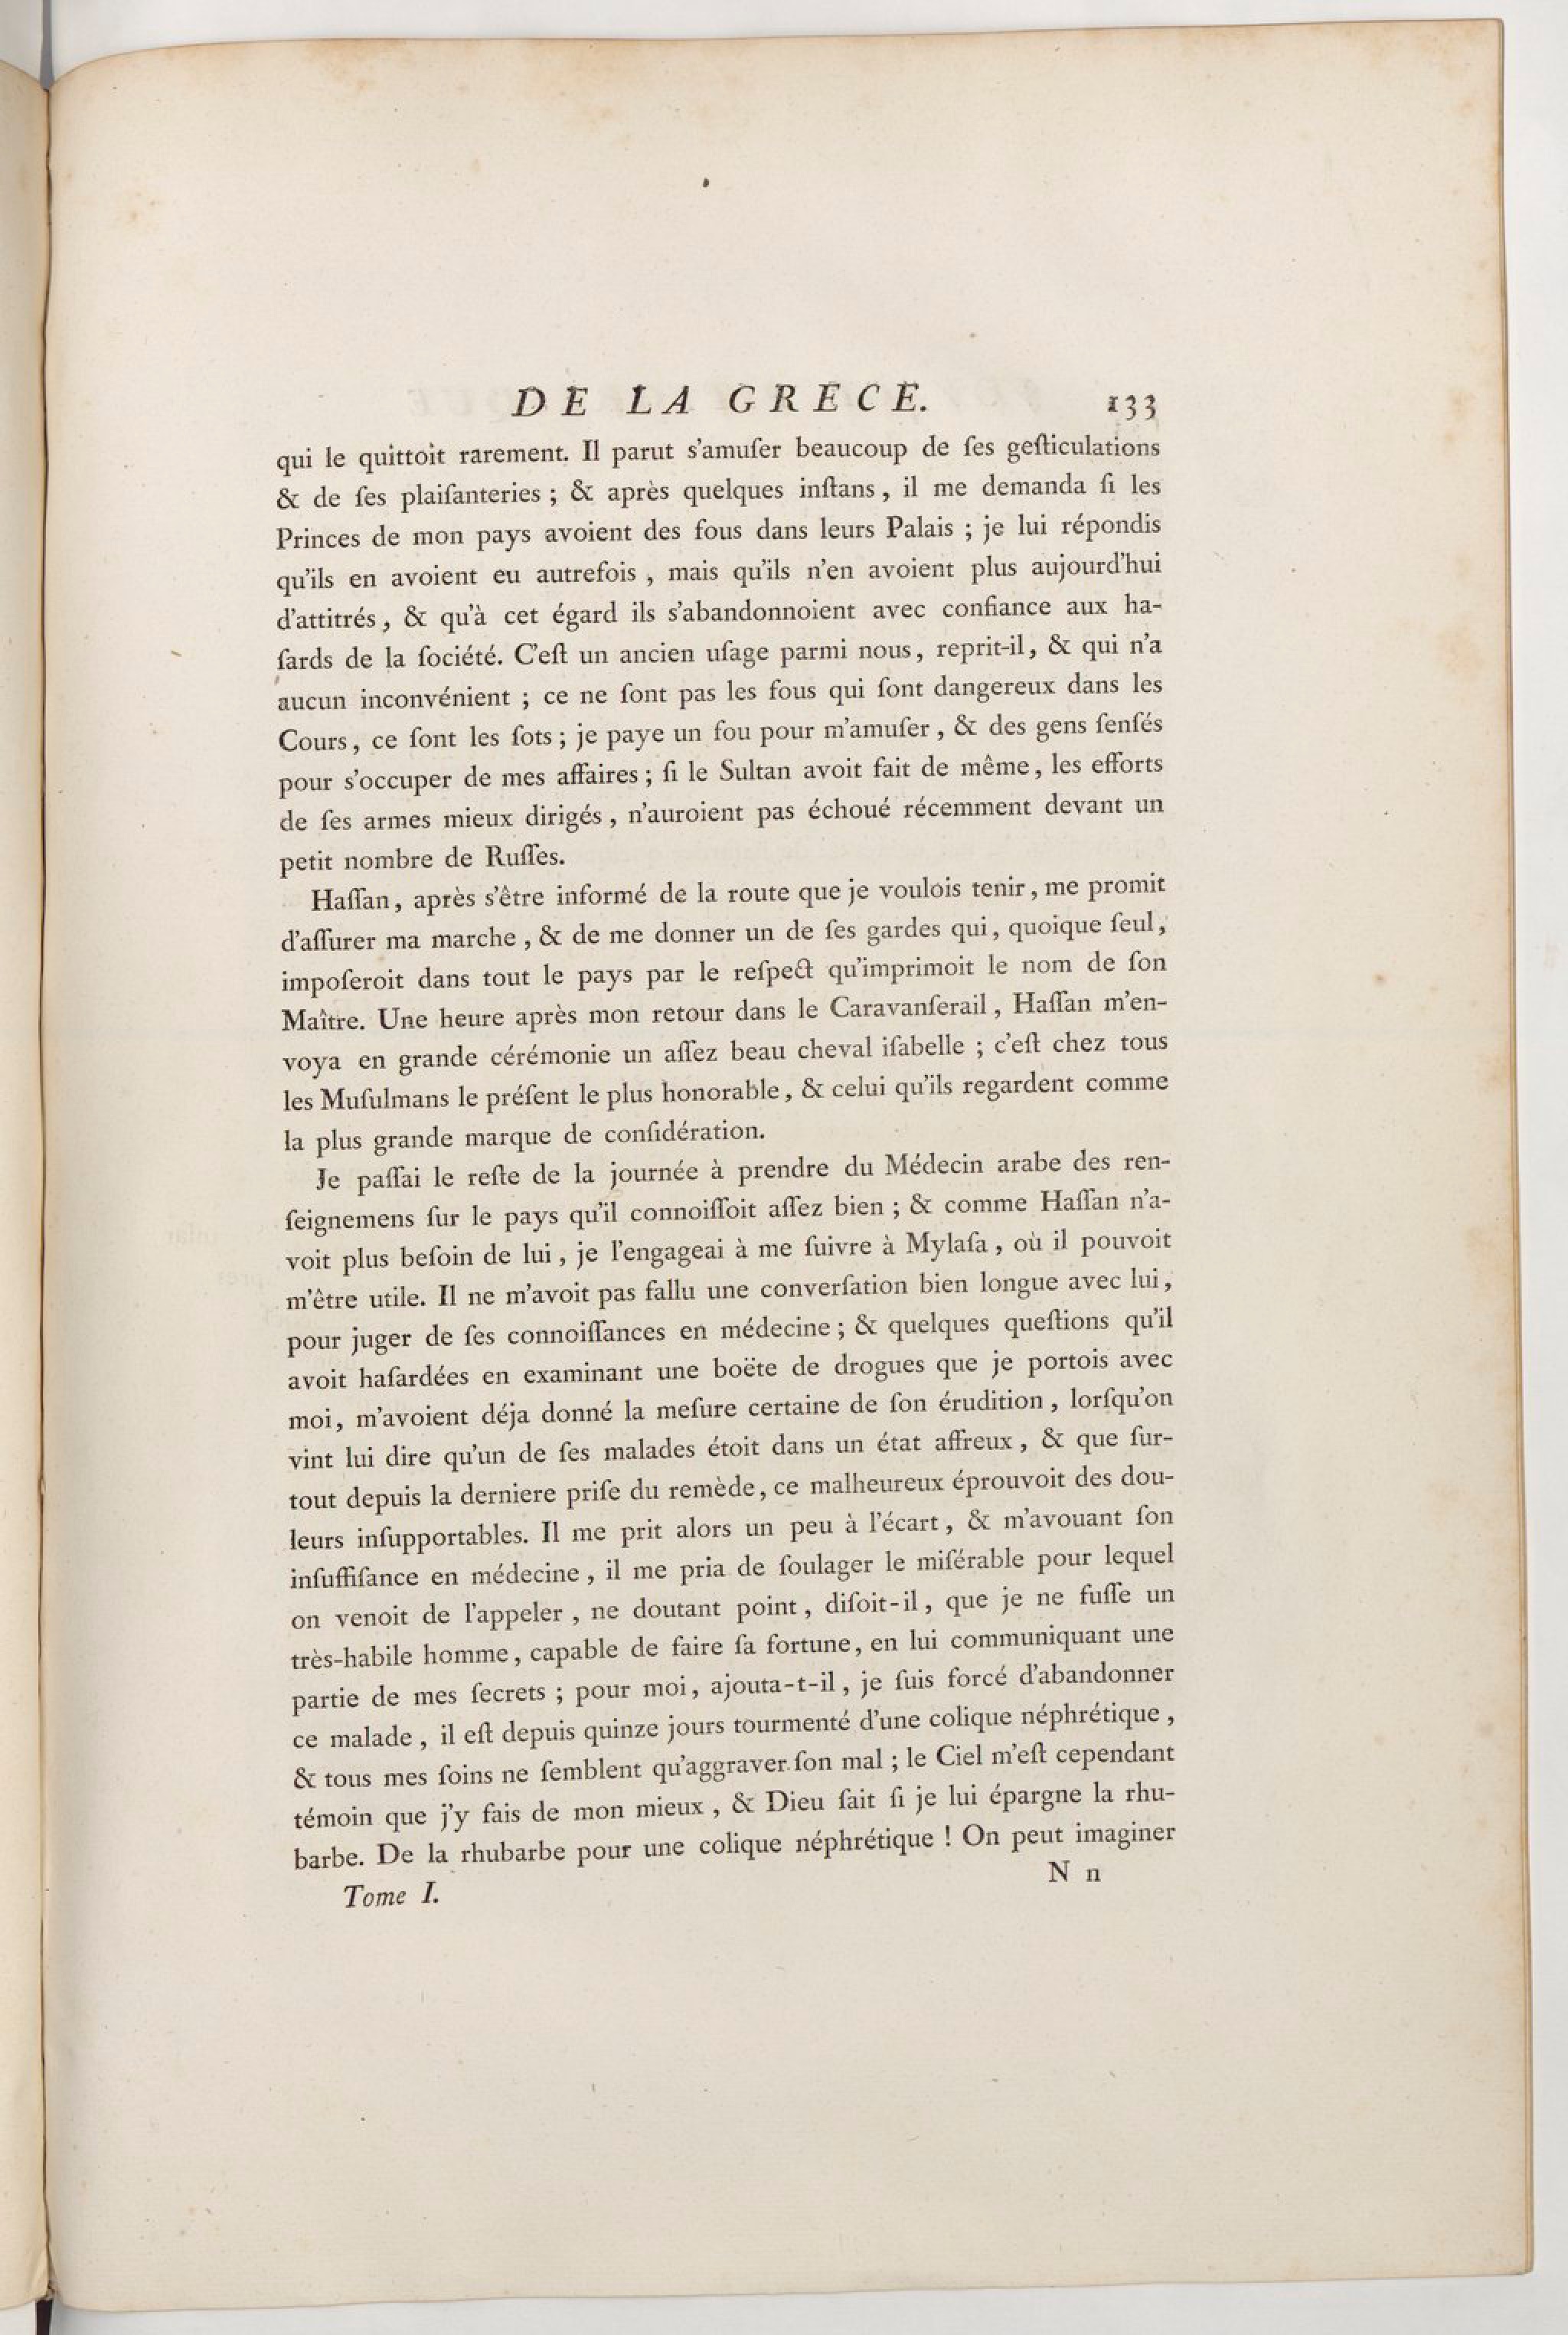 DE LA GRECE. 133
qui le quittoit rarement. Il parut s'amuſer beaucoup de ſes geſticulations
& de ſes plaiſanteries ; & après quelques inſtans, il me demanda ſi les
Princes de mon pays avoient des fous dans leurs Palais ; je lui répondis
qu'ils en avoient eu autrefois, mais qu'ils n'en avoient plus aujourd'hui
d'attitrés, & qu'à cet égard ils s'abandonnoient avec confiance aux ha-
ſards de la ſociété. C'eſt un ancien uſage parmi nous, reprit-il, & qui n'a
aucun inconvénient ; ce ne ſont pas les fous qui ſont dangereux dans les
Cours, ce ſont les ſots ; je paye un fou pour m'amuſer, & des gens ſenſés
pour s'occuper de mes affaires ; ſi le Sultan avoit fait de même, les efforts
de ſes armes mieux dirigés, n'auroient pas échoué récemment devant un
petit nombre de Ruſſes.
Haſſan, après s'être informé de la route que je voulois tenir, me promit
d'aſſurer ma marche, & de me donner un de ſes gardes qui, quoique ſeul,
impoſeroit dans tout le pays par le reſpect qu'imprimoit le nom de ſon
Maître. Une heure après mon retour dans le Caravanſerail, Haſſan m'en-
voya en grande cérémonie un aſſez beau cheval iſabelle ; c'eſt chez tous
les Muſulmans le préſent le plus honorable, & celui qu'ils regardent comme
la plus grande marque de conſidération.
Je paſſai le reſte de la journée à prendre du Médecin arabe des ren-
ſeignemens ſur le pays qu'il connoiſſoit aſſez bien ; & comme Haſſan n'a-
voit plus beſoin de lui, je l'engageai à me ſuivre à Mylaſa, où il pouvoit
m'être utile. Il ne m'avoit pas fallu une converſation bien longue avec lui,
pour juger de ſes connoiſſances en médecine ; & quelques queſtions qu'il
avoit haſardées en examinant une boëte de drogues que je portois avec
moi, m'avoient déja donné la meſure certaine de ſon érudition, lorſqu'on
vint lui dire qu'un de ſes malades étoit dans un état affreux, & que ſur-
tout depuis la derniere priſe du remède, ce malheureux éprouvoit des dou-
leurs inſupportables. Il me prit alors un peu à l'écart, & m'avouant ſon
inſuffiſance en médecine, il me pria de ſoulager le miſérable pour lequel
on venoit de l'appeler, ne doutant point, diſoit-il, que je ne fuſſe un
très-habile homme, capable de faire ſa fortune, en lui communiquant une
partie de mes ſecrets ; pour moi, ajouta-t-il, je ſuis forcé d'abandonner
ce malade, il eſt depuis quinze jours tourmenté d'une colique néphrétique,
& tous mes ſoins ne ſemblent qu'aggraver ſon mal ; le Ciel m'eſt cependant
témoin que j'y fais de mon mieux, & Dieu ſait ſi je lui épargne la rhu-
barbe. De la rhubarbe pour une colique néphrétique ! On peut imaginer
Tome I. N n